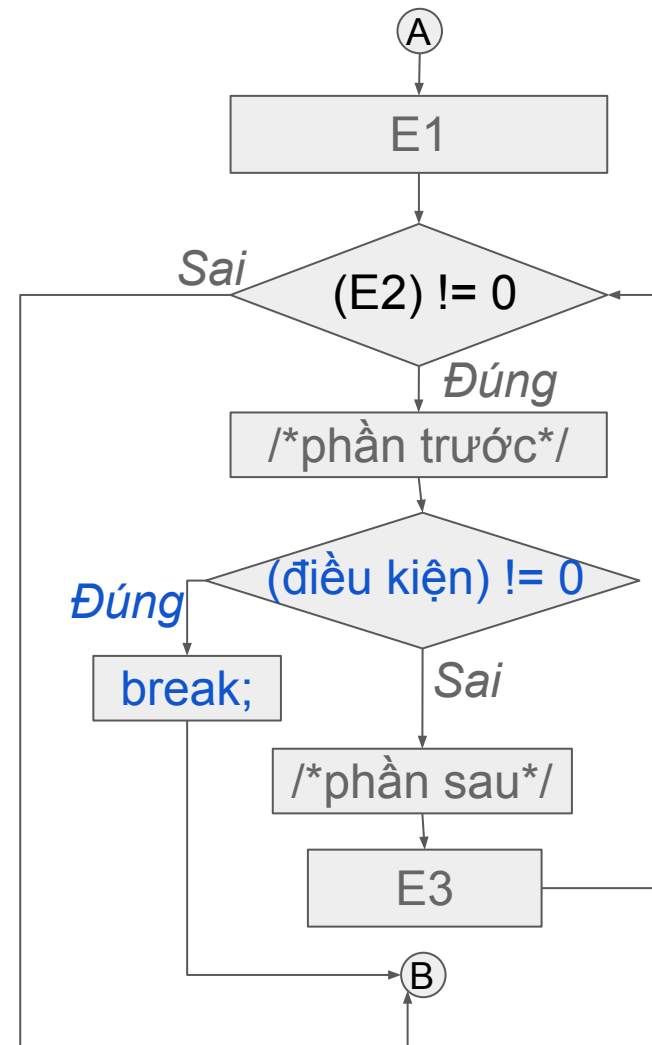 A
E1
Sai
(E2) != 0
Đúng
/*phần trước*/
(điều kiện) != 0
Đúng
break;
Sai
/*phần sau*/
E3
B